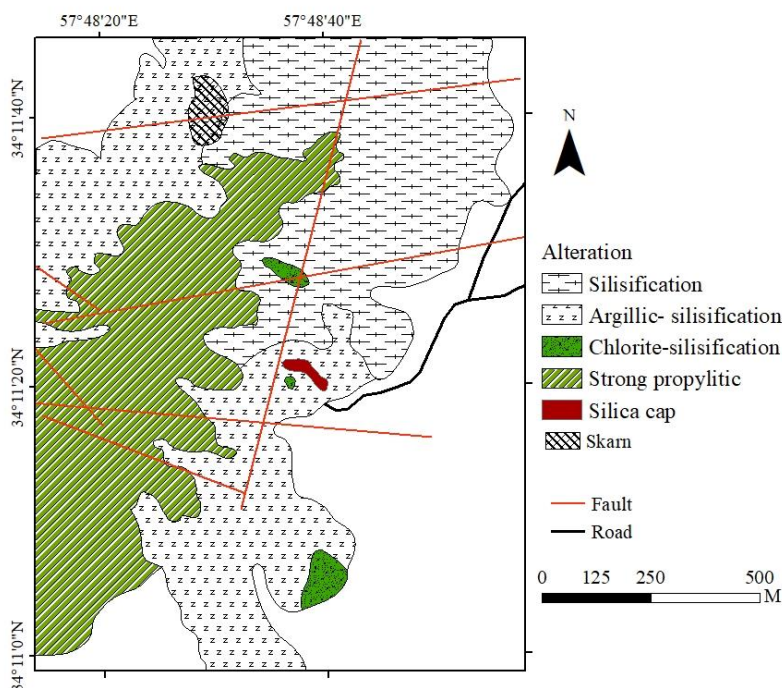 57°48'20"E
57°48'40"E
34°11'40"N
34°11'20"N
34°11'0"N
N
Alteration
Silisification
Argillic- silisification
Chlorite-silisification
Strong propylitic
Silica cap
Skarn
Fault
Road
0 125 250 500
M